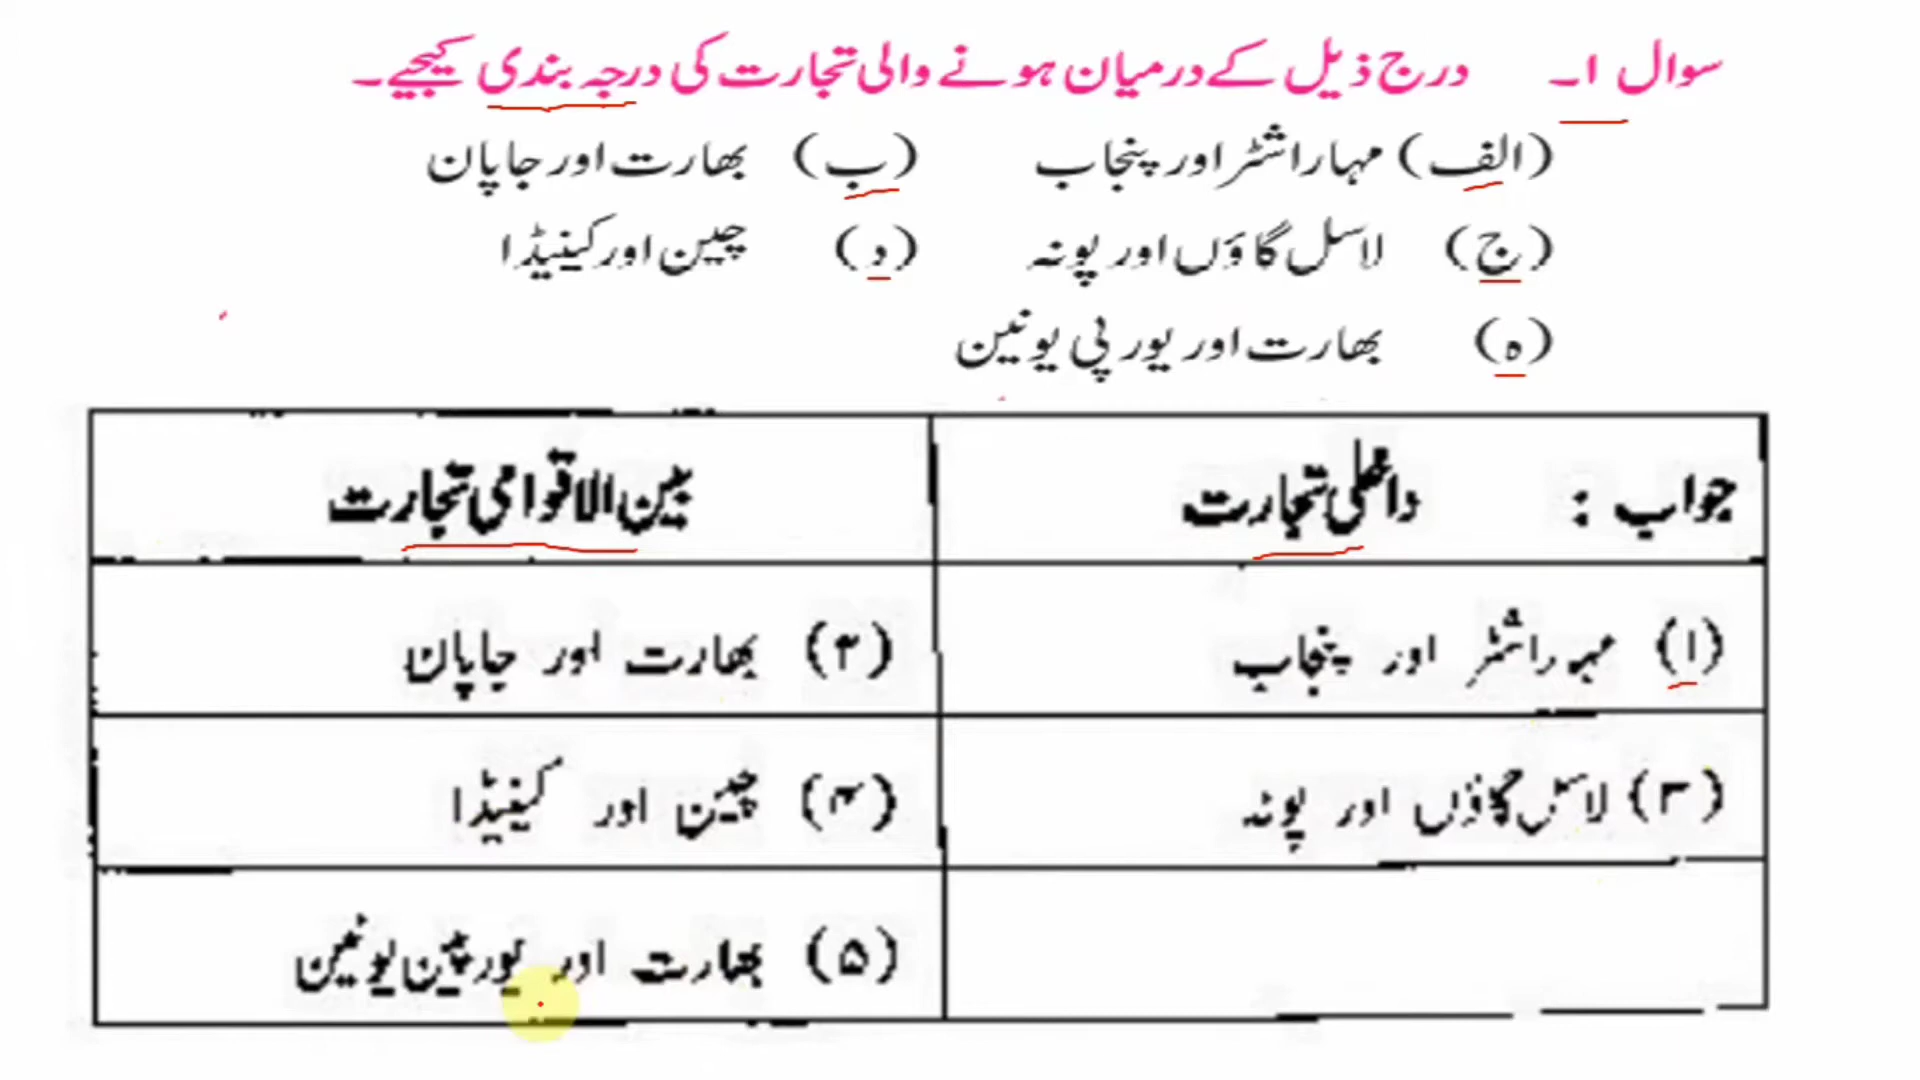 سوال ۱۔ درج ذیل کے درمیان ہونے والی تجارت کی درجہ بندی کیجیے۔
(الف) مہاراشٹر اور پنجاب (ب) بھارت اور جاپان
(ج) لاسل گاؤں اور پونہ (د) چین اور کینیڈا
(ہ) بھارت اور یورپی یونین
جواب : داخلی تجارت بین الاقوامی تجارت
(۱) مہاراشٹر اور پنجاب (۲) بھارت اور جاپان
(۳) لاسل گاؤں اور پونہ (۴) چین اور کینیڈا
(۵) بھارت اور یورپین یونین